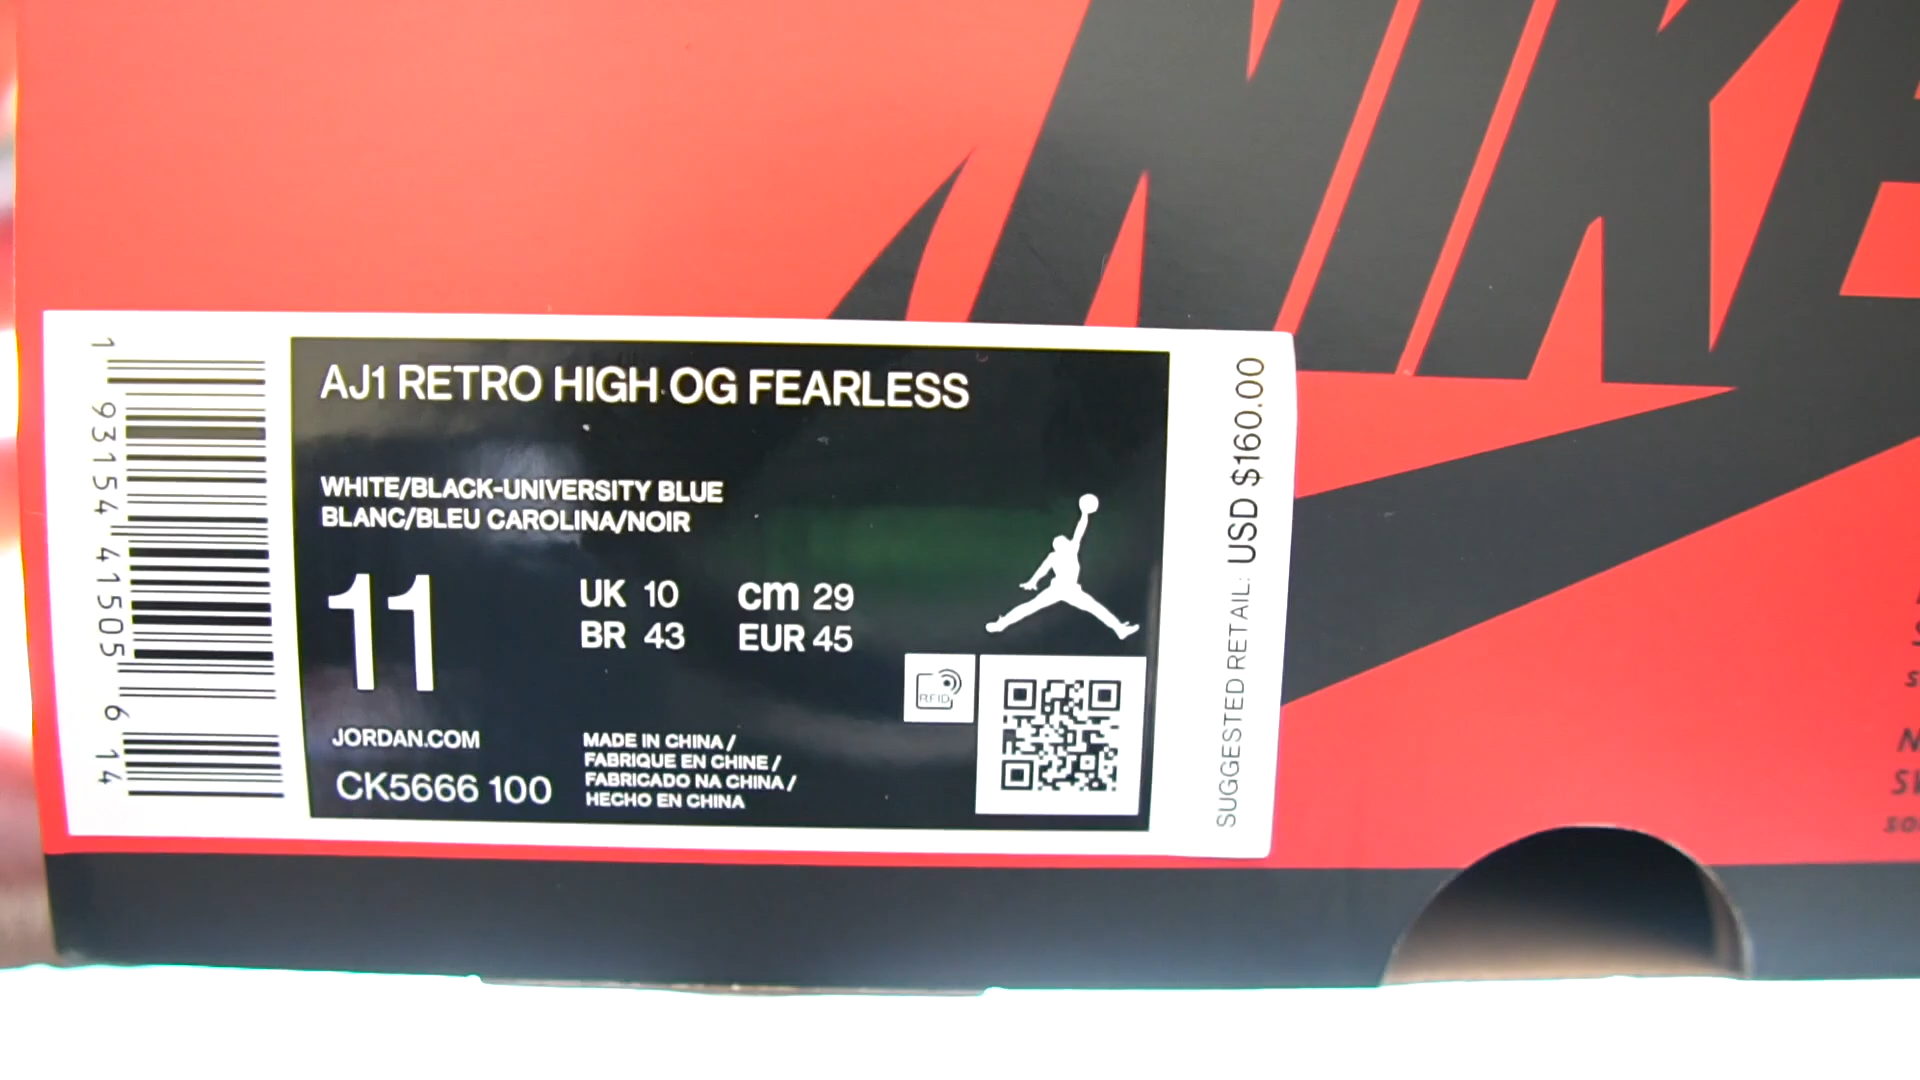 NIKE
1 93154 41505 6 14
AJ1 RETRO HIGH OG FEARLESS
WHITE/BLACK-UNIVERSITY BLUE
BLANC/BLEU CAROLINA/NOIR
11
UK 10 cm 29
BR 43 EUR 45
RFID
JORDAN.COM
CK5666 100
MADE IN CHINA /
FABRIQUE EN CHINE /
FABRICADO NA CHINA /
HECHO EN CHINA
SUGGESTED RETAIL: USD $160.00